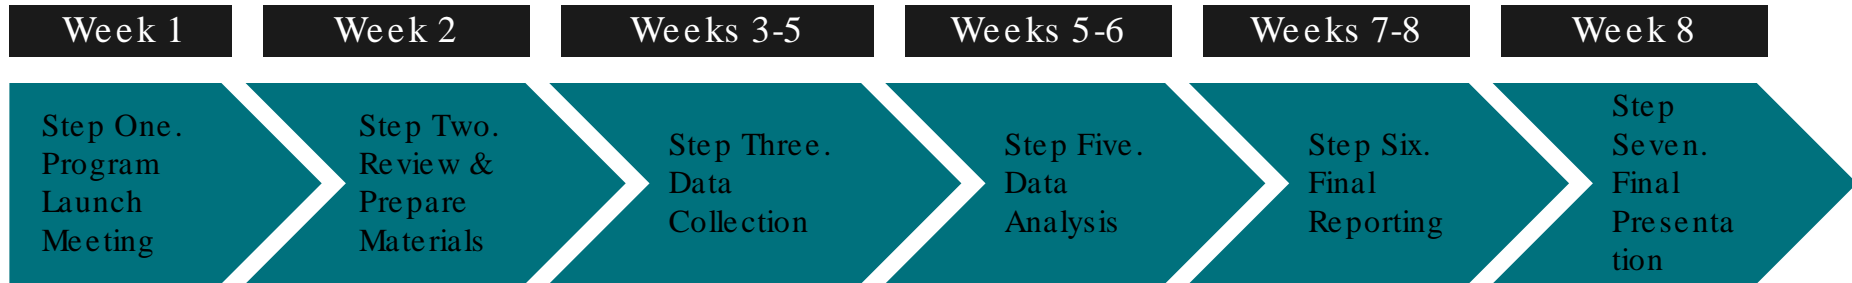 Week 1
Week 2
Weeks 3-5
Weeks 5-6
Weeks 7-8
Week 8
Step One.
Program
Launch
Meeting
Step Two.
Review &
Prepare
Materials
Step Three.
Data
Collection
Step Five.
Data
Analysis
Step Six.
Final
Reporting
Step
Seven.
Final
Presenta
tion